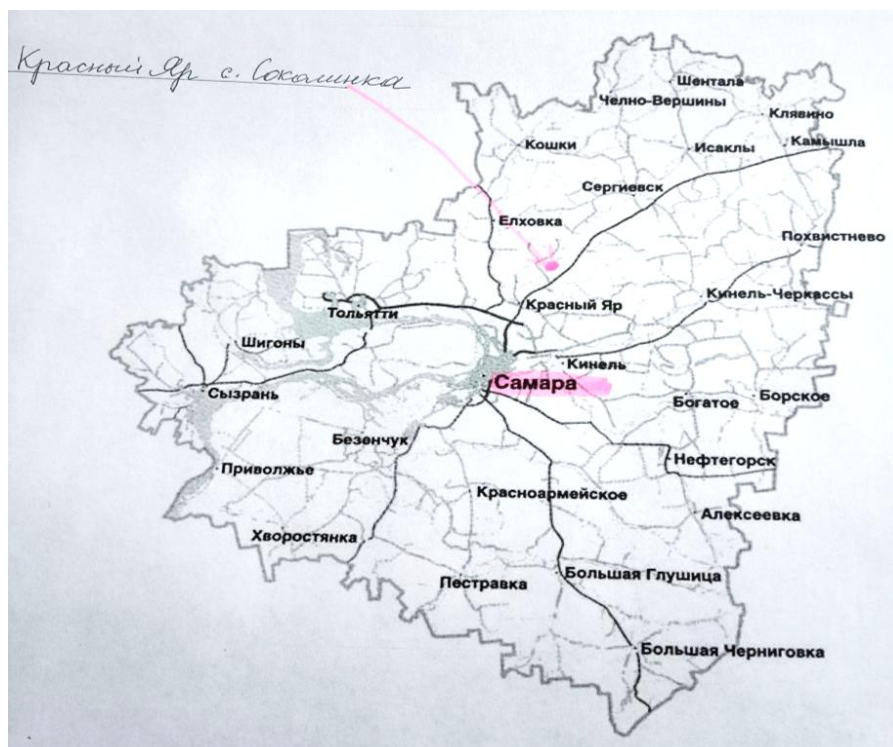 Красный Яр с. Соколинка
Шентала
Челно-Вершины
Клявино
Кошки
Исаклы
Камышла
Сергиевск
Елховка
Похвистнево
Кинель-Черкассы
Красный Яр
Тольятти
Шигоны
Кинель
Самара
Сызрань
Богатое
Борское
Безенчук
Нефтегорск
Приволжье
Красноармейское
Алексеевка
Хворостянка
Пестравка
Большая Глушица
Большая Черниговка